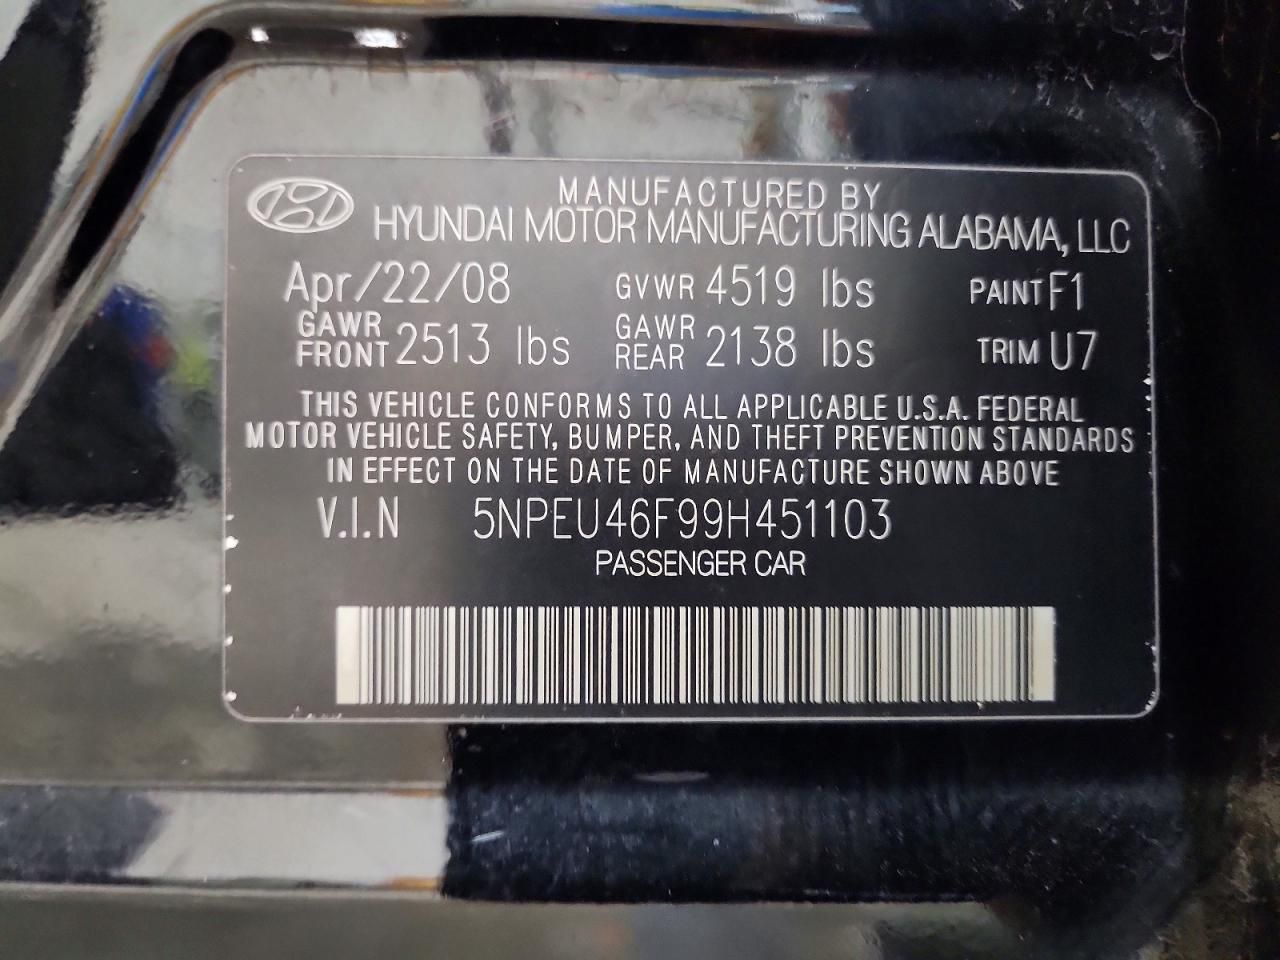 MANUFACTURED BY
HYUNDAI MOTOR MANUFACTURING ALABAMA, LLC
Apr/22/08 GVWR 4519 lbs PAINT F1
GAWR FRONT 2513 lbs GAWR REAR 2138 lbs TRIM U7
THIS VEHICLE CONFORMS TO ALL APPLICABLE U.S.A. FEDERAL
MOTOR VEHICLE SAFETY, BUMPER, AND THEFT PREVENTION STANDARDS
IN EFFECT ON THE DATE OF MANUFACTURE SHOWN ABOVE
V.I.N 5NPEU46F99H451103
PASSENGER CAR